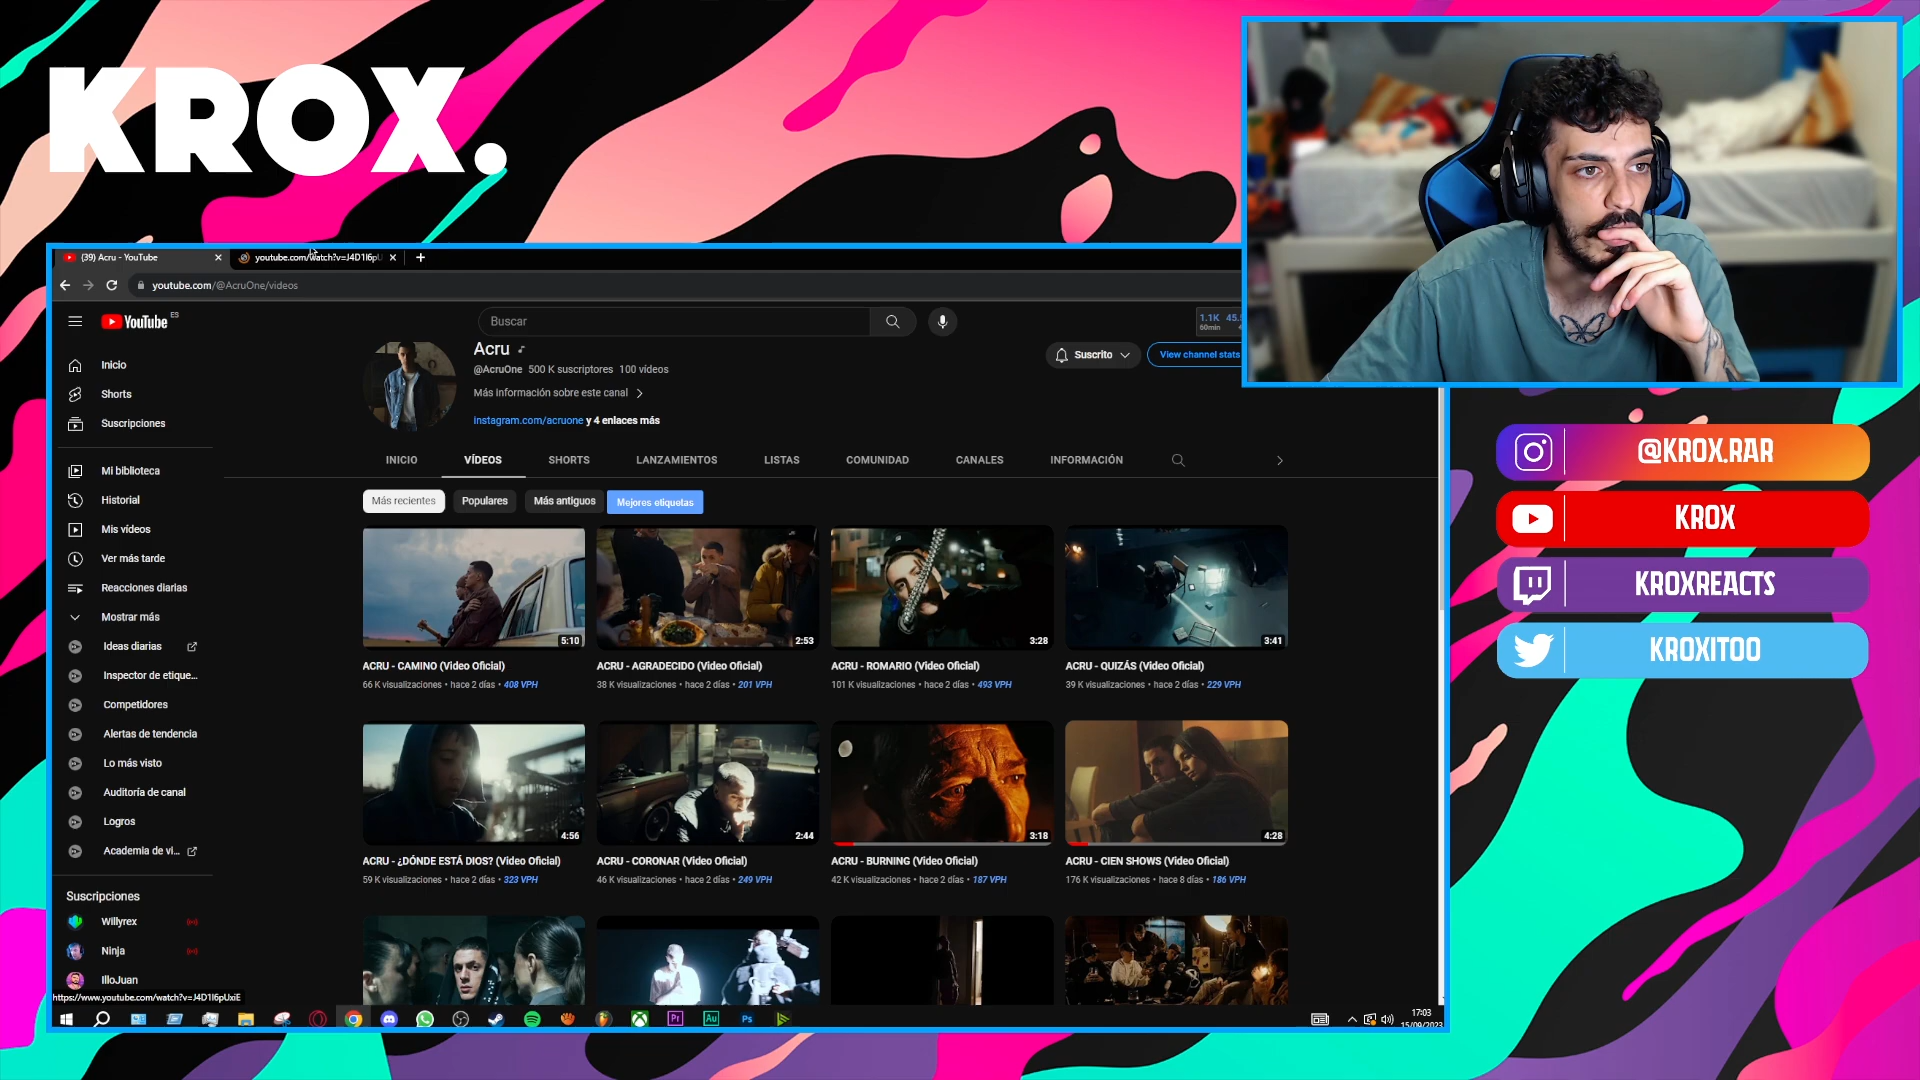 KROX.
(39) Acru - YouTube
youtube.com/watch?v=J4D1I6pU
youtube.com/@AcruOne/videos
YouTube ES
Buscar
1.1K
60min
Acru
@AcruOne 500 K suscriptores 100 vídeos
Más información sobre este canal
instagram.com/acruone y 4 enlaces más
Suscrito
View channel stats
INICIO
VÍDEOS
SHORTS
LANZAMIENTOS
LISTAS
COMUNIDAD
CANALES
INFORMACIÓN
Más recientes
Populares
Más antiguos
Mejores etiquetas
Inicio
Shorts
Suscripciones
Mi biblioteca
Historial
Mis vídeos
Ver más tarde
Reacciones diarias
Mostrar más
Ideas diarias
Inspector de etique...
Competidores
Alertas de tendencia
Lo más visto
Auditoría de canal
Logros
Academia de vi...
Suscripciones
Willyrex
Ninja
IlloJuan
https://www.youtube.com/watch?v=J4D1I6pUxiE
5:10
ACRU - CAMINO (Video Oficial)
66 K visualizaciones • hace 2 días • 408 VPH
2:53
ACRU - AGRADECIDO (Video Oficial)
38 K visualizaciones • hace 2 días • 201 VPH
3:28
ACRU - ROMARIO (Video Oficial)
101 K visualizaciones • hace 2 días • 493 VPH
3:41
ACRU - QUIZÁS (Video Oficial)
39 K visualizaciones • hace 2 días • 229 VPH
4:56
ACRU - ¿DÓNDE ESTÁ DIOS? (Video Oficial)
59 K visualizaciones • hace 2 días • 323 VPH
2:44
ACRU - CORONAR (Video Oficial)
46 K visualizaciones • hace 2 días • 249 VPH
3:18
ACRU - BURNING (Video Oficial)
42 K visualizaciones • hace 2 días • 187 VPH
4:28
ACRU - CIEN SHOWS (Video Oficial)
176 K visualizaciones • hace 8 días • 186 VPH
Pr
Au
Ps
17:03
15/09/2023
@KROX.RAR
KROX
KROXREACTS
KROXITOO